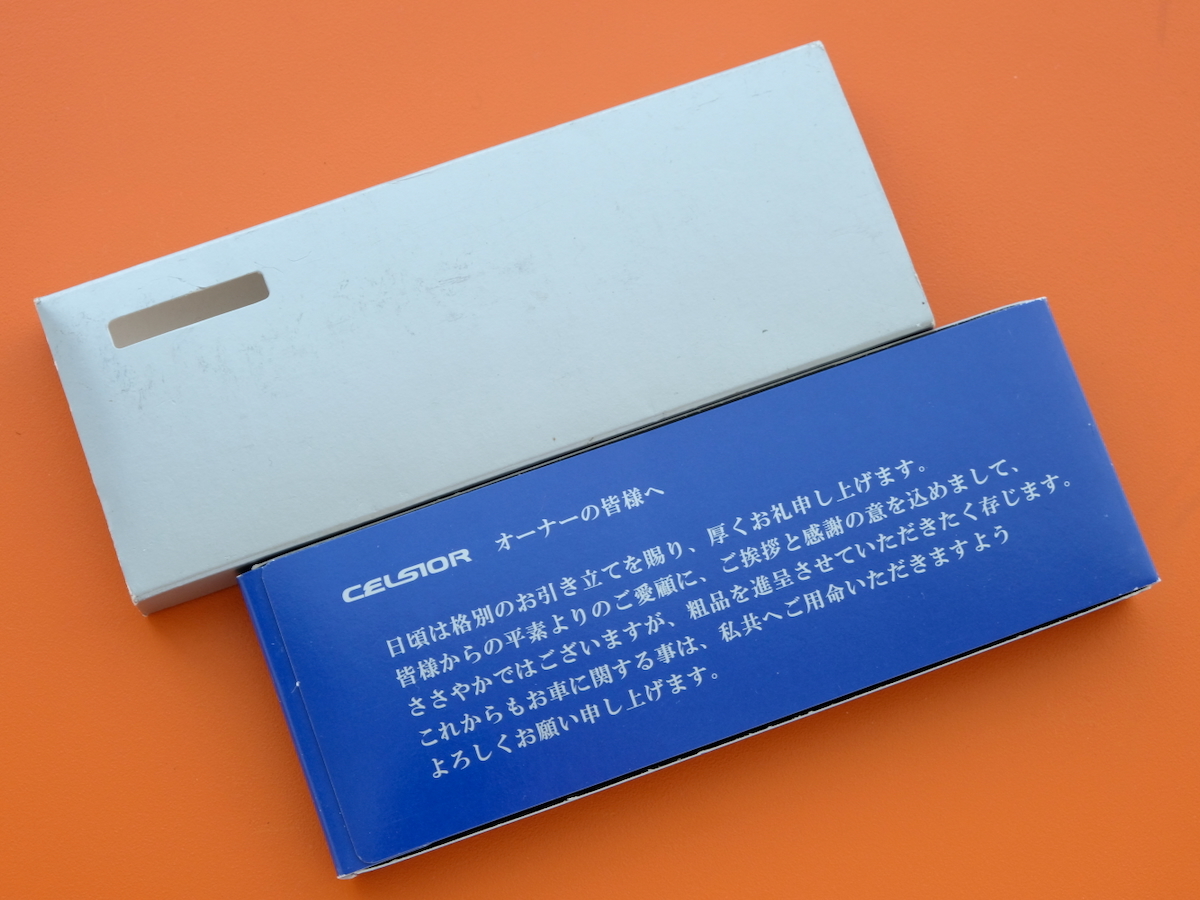 CELSIOR オーナーの皆様へ
日頃は格別のお引き立てを賜り、厚くお礼申し上げます。
皆様からの平素よりのご愛顧に、ご挨拶と感謝の意を込めまして、
ささやかではございますが、粗品を進呈させていただきたく存じます。
これからもお車に関する事は、私共へご用命いただきますよう
よろしくお願い申し上げます。